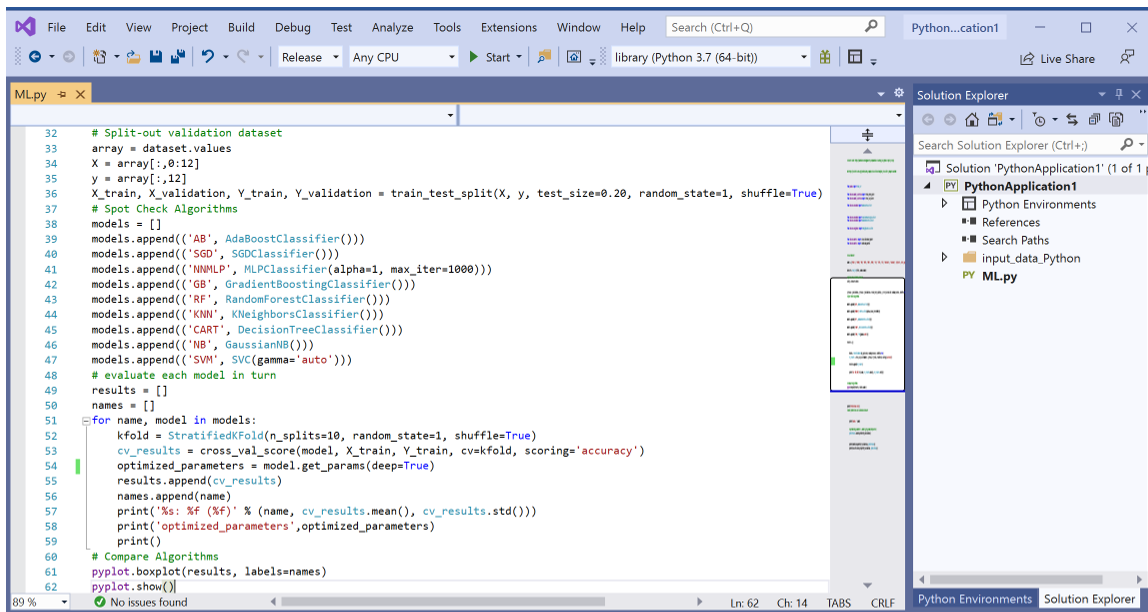 File Edit View Project Build Debug Test Analyze Tools Extensions Window Help Search (Ctrl+Q) Python...cation1
Release Any CPU Start library (Python 3.7 (64-bit)) Live Share
ML.py
Solution Explorer
Search Solution Explorer (Ctrl+;)
Solution 'PythonApplication1' (1 of 1 p
PY PythonApplication1
Python Environments
References
Search Paths
input_data_Python
PY ML.py
32 # Split-out validation dataset
33 array = dataset.values
34 X = array[:,0:12]
35 y = array[:,12]
36 X_train, X_validation, Y_train, Y_validation = train_test_split(X, y, test_size=0.20, random_state=1, shuffle=True)
37 # Spot Check Algorithms
38 models = []
39 models.append(('AB', AdaBoostClassifier()))
40 models.append(('SGD', SGDClassifier()))
41 models.append(('NNMLP', MLPClassifier(alpha=1, max_iter=1000)))
42 models.append(('GB', GradientBoostingClassifier()))
43 models.append(('RF', RandomForestClassifier()))
44 models.append(('KNN', KNeighborsClassifier()))
45 models.append(('CART', DecisionTreeClassifier()))
46 models.append(('NB', GaussianNB()))
47 models.append(('SVM', SVC(gamma='auto')))
48 # evaluate each model in turn
49 results = []
50 names = []
51 for name, model in models:
52 kfold = StratifiedKFold(n_splits=10, random_state=1, shuffle=True)
53 cv_results = cross_val_score(model, X_train, Y_train, cv=kfold, scoring='accuracy')
54 optimized_parameters = model.get_params(deep=True)
55 results.append(cv_results)
56 names.append(name)
57 print('%s: %f (%f)' % (name, cv_results.mean(), cv_results.std()))
58 print('optimized_parameters',optimized_parameters)
59 print()
60 # Compare Algorithms
61 pyplot.boxplot(results, labels=names)
62 pyplot.show()
89 % No issues found Ln: 62 Ch: 14 TABS CRLF
Python Environments Solution Explorer